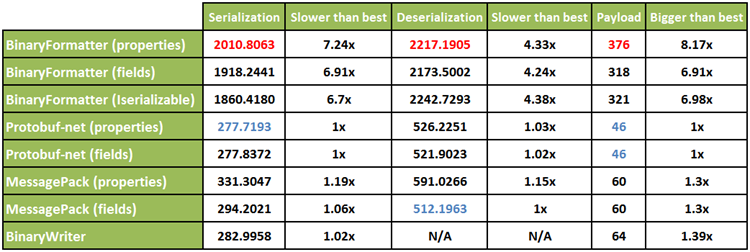 Serialization Slower than best Deserialization Slower than best Payload Bigger than best
BinaryFormatter (properties) 2010.8063 7.24x 2217.1905 4.33x 376 8.17x
BinaryFormatter (fields) 1918.2441 6.91x 2173.5002 4.24x 318 6.91x
BinaryFormatter (Iserializable) 1860.4180 6.7x 2242.7293 4.38x 321 6.98x
Protobuf-net (properties) 277.7193 1x 526.2251 1.03x 46 1x
Protobuf-net (fields) 277.8372 1x 521.9023 1.02x 46 1x
MessagePack (properties) 331.3047 1.19x 591.0266 1.15x 60 1.3x
MessagePack (fields) 294.2021 1.06x 512.1963 1x 60 1.3x
BinaryWriter 282.9958 1.02x N/A N/A 64 1.39x